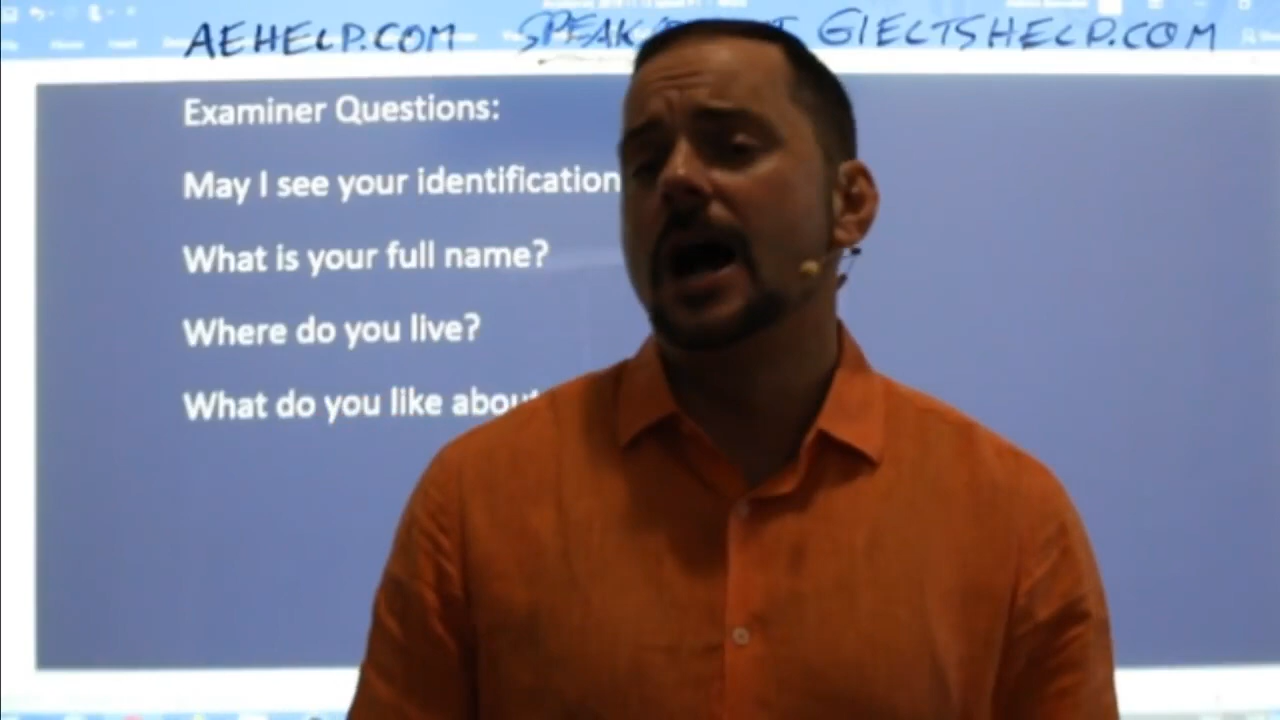 AEHELP.COM SPEAK GIELTSHELP.COM
Examiner Questions:
May I see your identification
What is your full name?
Where do you live?
What do you like about